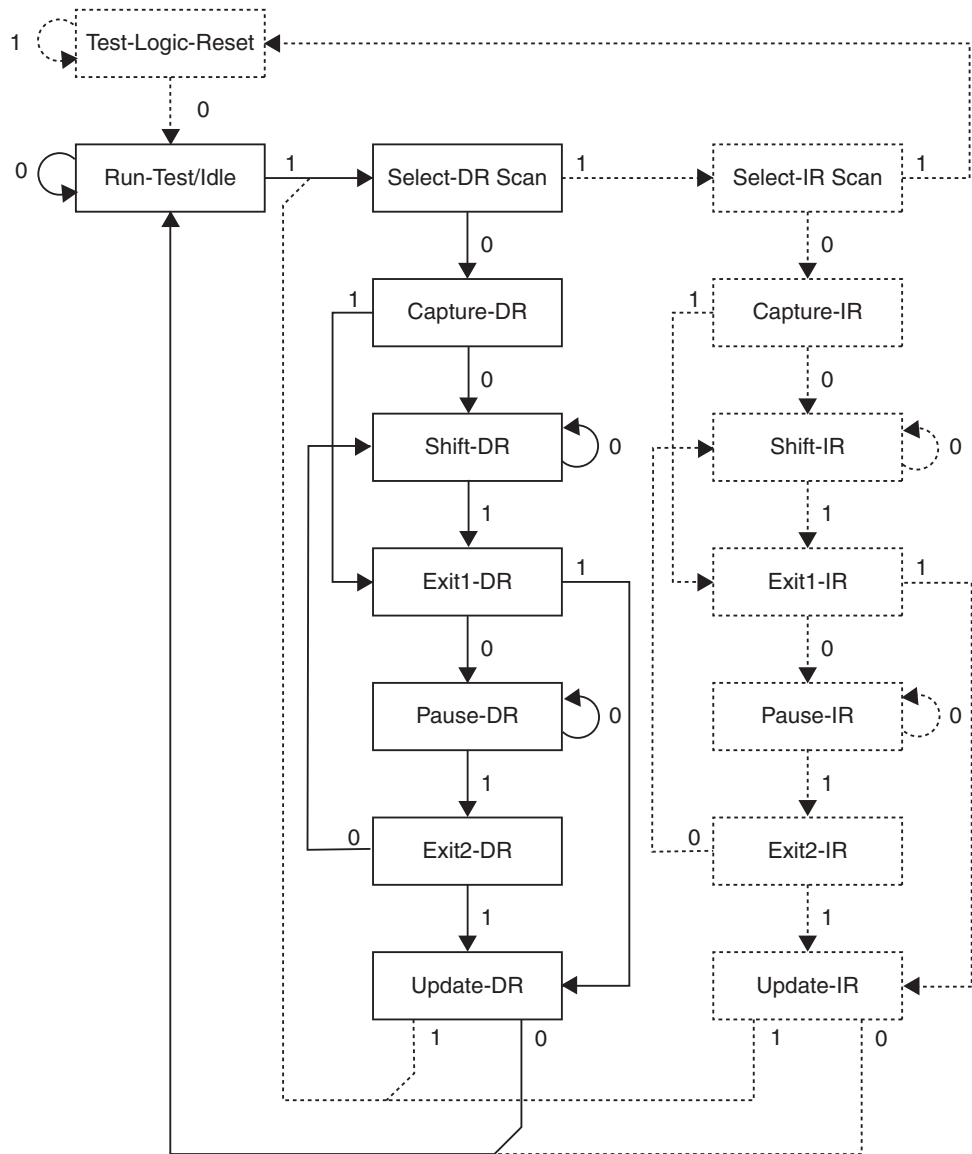 1 Test-Logic-Reset
0
0 Run-Test/Idle 1 Select-DR Scan 1 Select-IR Scan 1
0 0
1 Capture-DR 1 Capture-IR
0 0
Shift-DR 0 Shift-IR 0
1 1
Exit1-DR 1 Exit1-IR 1
0 0
Pause-DR 0 Pause-IR 0
1 1
0 Exit2-DR 0 Exit2-IR
1 1
Update-DR Update-IR
1 0 1 0